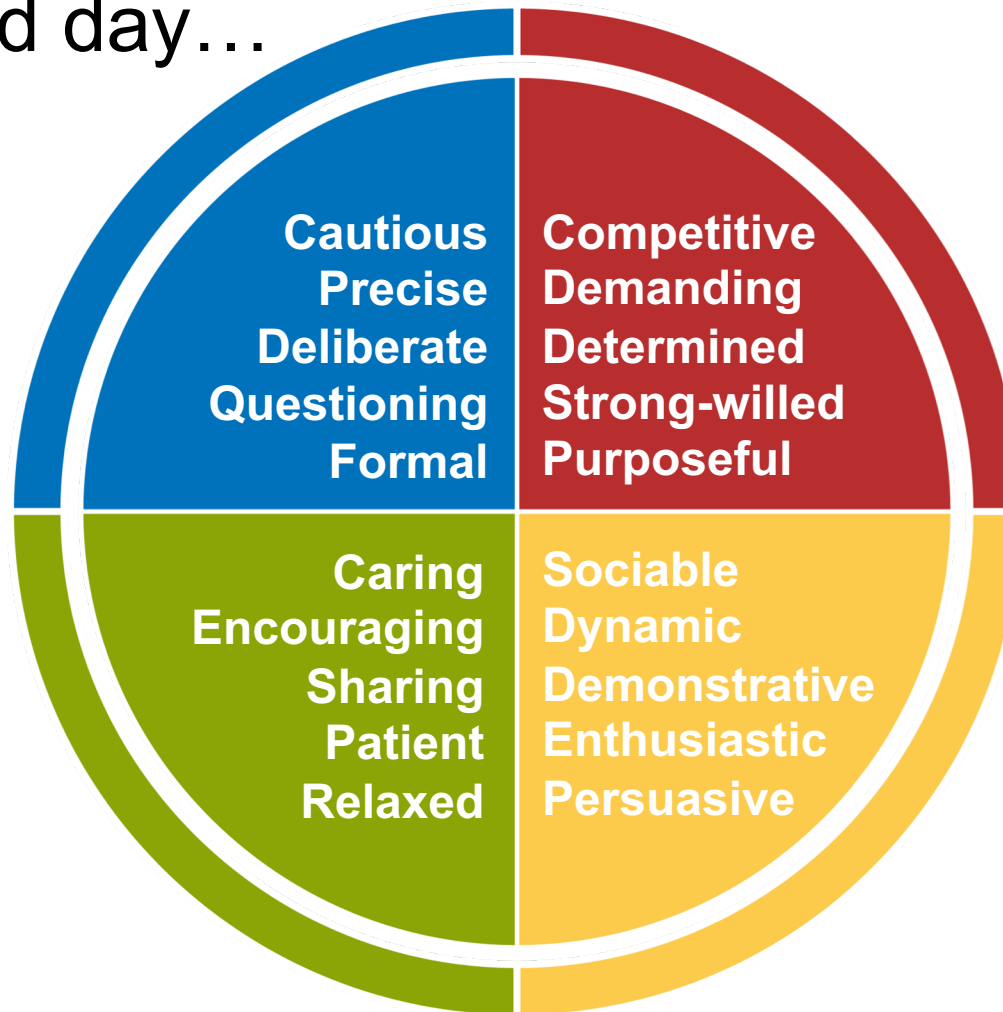 d day…
Cautious
Precise
Deliberate
Questioning
Formal
Competitive
Demanding
Determined
Strong-willed
Purposeful
Caring
Encouraging
Sharing
Patient
Relaxed
Sociable
Dynamic
Demonstrative
Enthusiastic
Persuasive